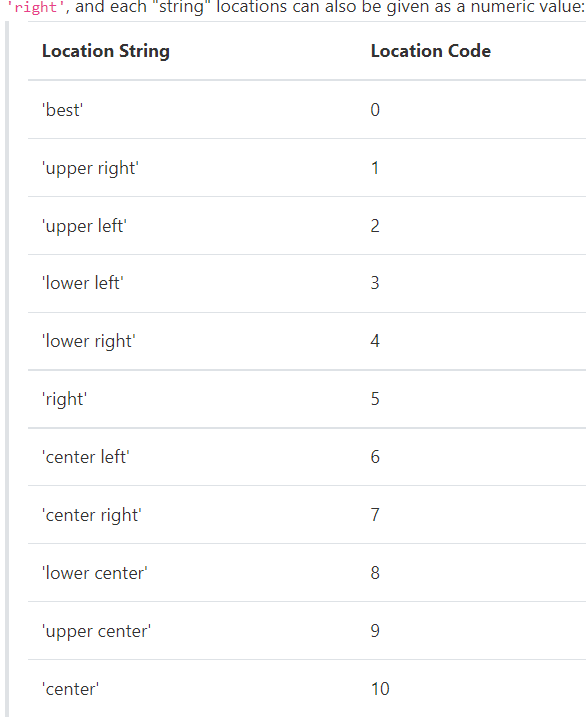 'right', and each "string" locations can also be given as a numeric value:
Location String Location Code
'best' 0
'upper right' 1
'upper left' 2
'lower left' 3
'lower right' 4
'right' 5
'center left' 6
'center right' 7
'lower center' 8
'upper center' 9
'center' 10